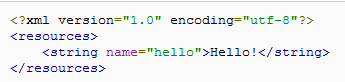 <?xml version="1.0" encoding="utf-8"?>
<resources>
    <string name="hello">Hello!</string>
</resources>